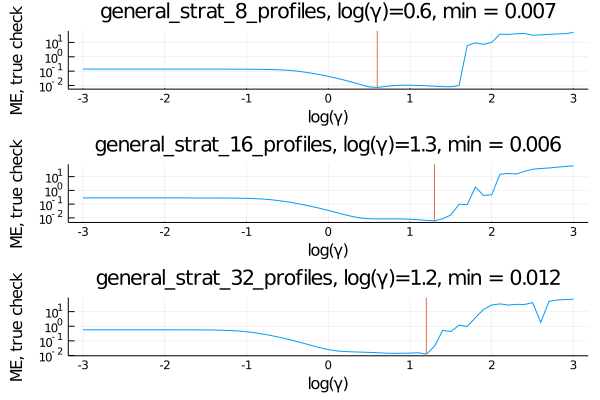 general_strat_8_profiles, log(γ)=0.6, min = 0.007
ME, true check
10¹
10⁰
10⁻¹
10⁻²
-3 -2 -1 0 1 2 3
log(γ)
general_strat_16_profiles, log(γ)=1.3, min = 0.006
ME, true check
10¹
10⁰
10⁻¹
10⁻²
-3 -2 -1 0 1 2 3
log(γ)
general_strat_32_profiles, log(γ)=1.2, min = 0.012
ME, true check
10¹
10⁰
10⁻¹
10⁻²
-3 -2 -1 0 1 2 3
log(γ)